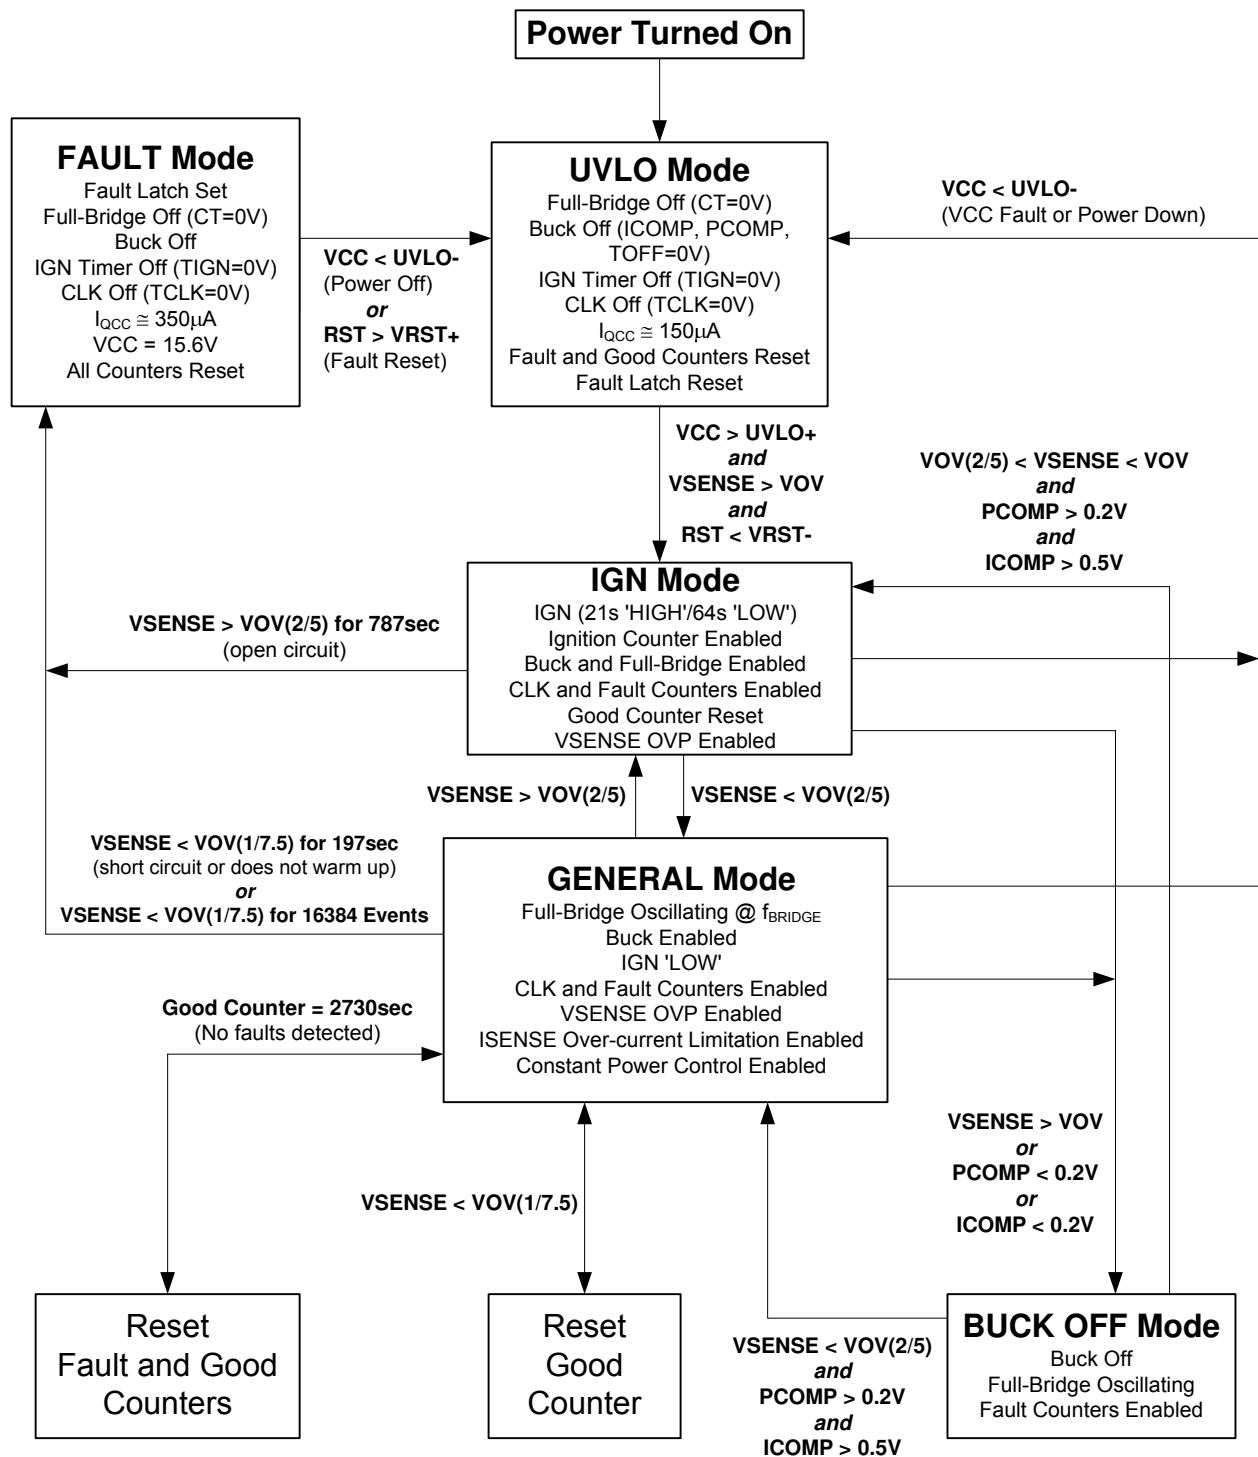 Power Turned On
FAULT Mode
Fault Latch Set
Full-Bridge Off (CT=0V)
Buck Off
IGN Timer Off (TIGN=0V)
CLK Off (TCLK=0V)
IQCC ≅ 350μA
VCC = 15.6V
All Counters Reset
VCC < UVLO-
(Power Off)
or
RST > VRST+
(Fault Reset)
UVLO Mode
Full-Bridge Off (CT=0V)
Buck Off (ICOMP, PCOMP,
TOFF=0V)
IGN Timer Off (TIGN=0V)
CLK Off (TCLK=0V)
IQCC ≅ 150μA
Fault and Good Counters Reset
Fault Latch Reset
VCC < UVLO-
(VCC Fault or Power Down)
VCC > UVLO+
and
VSENSE > VOV
and
RST < VRST-
VOV(2/5) < VSENSE < VOV
and
PCOMP > 0.2V
and
ICOMP > 0.5V
IGN Mode
IGN (21s 'HIGH'/64s 'LOW')
Ignition Counter Enabled
Buck and Full-Bridge Enabled
CLK and Fault Counters Enabled
Good Counter Reset
VSENSE OVP Enabled
VSENSE > VOV(2/5) for 787sec
(open circuit)
VSENSE > VOV(2/5)
VSENSE < VOV(2/5)
VSENSE < VOV(1/7.5) for 197sec
(short circuit or does not warm up)
or
VSENSE < VOV(1/7.5) for 16384 Events
GENERAL Mode
Full-Bridge Oscillating @ fBRIDGE
Buck Enabled
IGN 'LOW'
CLK and Fault Counters Enabled
VSENSE OVP Enabled
ISENSE Over-current Limitation Enabled
Constant Power Control Enabled
Good Counter = 2730sec
(No faults detected)
VSENSE < VOV(1/7.5)
VSENSE > VOV
or
PCOMP < 0.2V
or
ICOMP < 0.2V
Reset
Fault and Good
Counters
Reset
Good
Counter
VSENSE < VOV(2/5)
and
PCOMP > 0.2V
and
ICOMP > 0.5V
BUCK OFF Mode
Buck Off
Full-Bridge Oscillating
Fault Counters Enabled